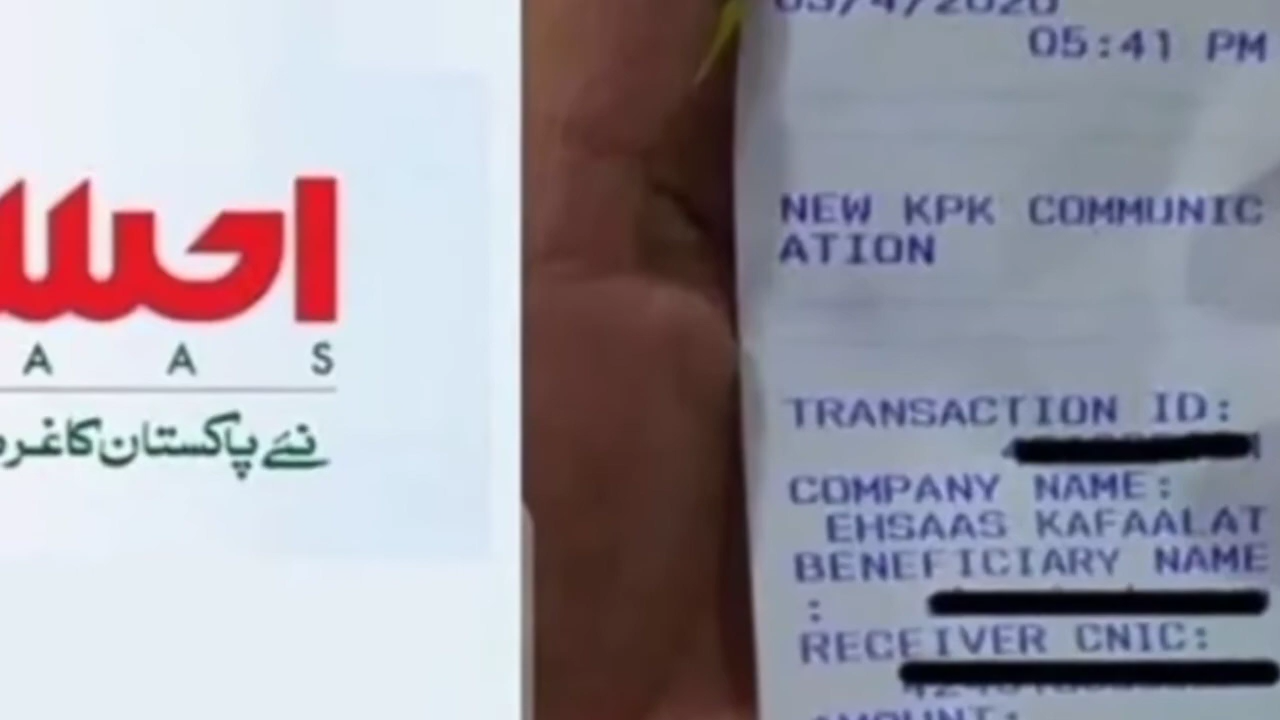 A A S
نئے پاکستان کا
05:41 PM
NEW KPK COMMUNIC
ATION
TRANSACTION ID:
COMPANY NAME:
EHSAAS KAFAALAT
BENEFICIARY NAME
:
RECEIVER CNIC:
AMOUNT: